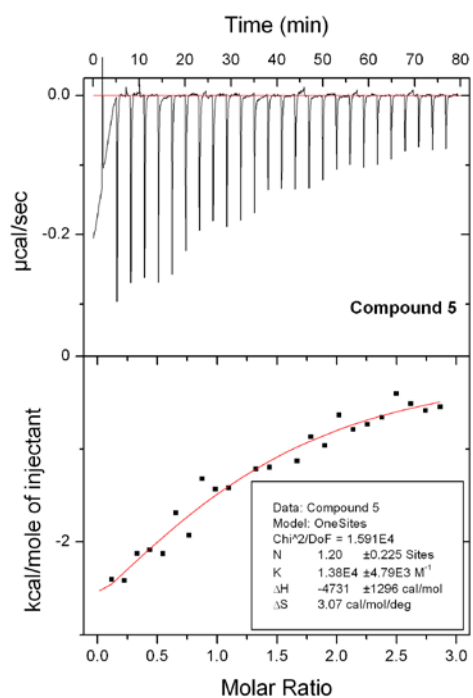 Time (min)
0 10 20 30 40 50 60 70 80
0.0
-0.2
µcal/sec
Compound 5
0
-2
kcal/mole of injectant
Data: Compound 5
Model: OneSites
Chi^2/DoF = 1.591E4
N 1.20 ±0.225 Sites
K 1.38E4 ±4.79E3 M⁻¹
ΔH -4731 ±1296 cal/mol
ΔS 3.07 cal/mol/deg
0.0 0.5 1.0 1.5 2.0 2.5 3.0
Molar Ratio